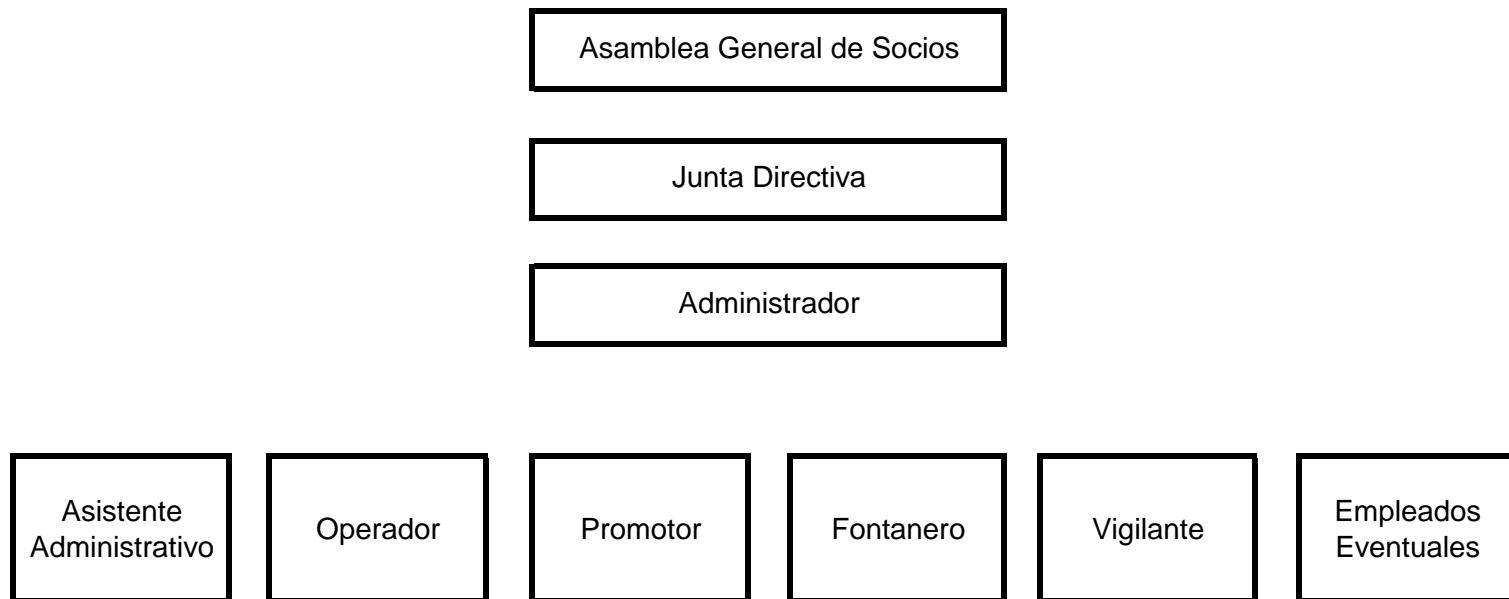 Asamblea General de Socios
Junta Directiva
Administrador
Asistente
Administrativo
Operador
Promotor
Fontanero
Vigilante
Empleados
Eventuales